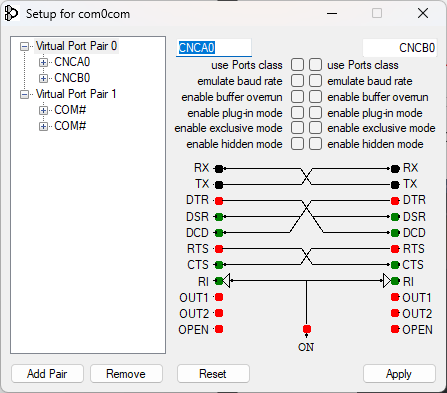 Setup for com0com
Virtual Port Pair 0
CNCA0
CNCB0
Virtual Port Pair 1
COM#
COM#
CNCA0 CNCB0
use Ports class use Ports class
emulate baud rate emulate baud rate
enable buffer overrun enable buffer overrun
enable plug-in mode enable plug-in mode
enable exclusive mode enable exclusive mode
enable hidden mode enable hidden mode
RX RX
TX TX
DTR DTR
DSR DSR
DCD DCD
RTS RTS
CTS CTS
RI RI
OUT1 OUT1
OUT2 OUT2
OPEN OPEN
ON
Add Pair Remove Reset Apply